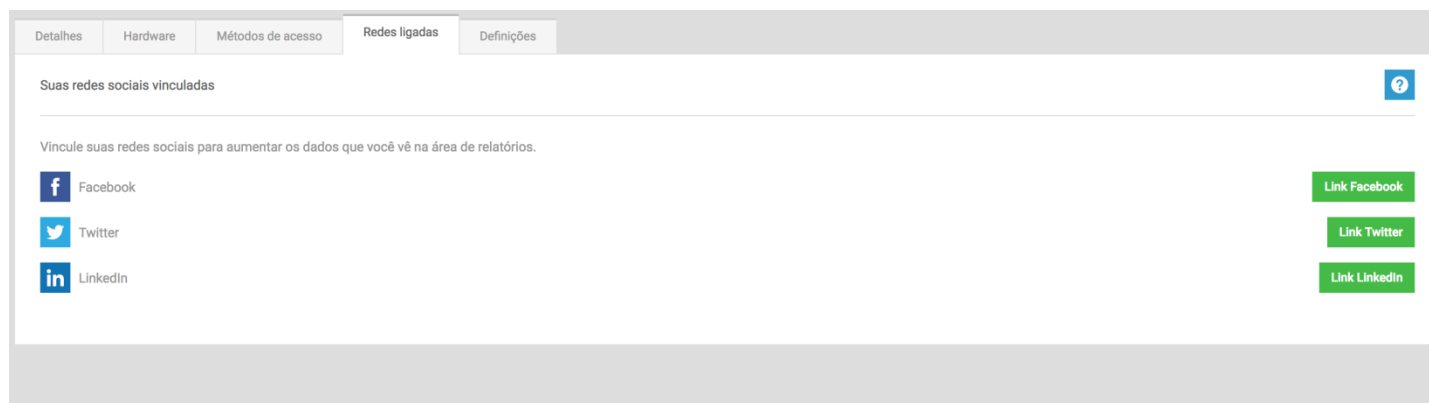 Detalhes Hardware Métodos de acesso Redes ligadas Definições
Suas redes sociais vinculadas ?
Vincule suas redes sociais para aumentar os dados que você vê na área de relatórios.
f Facebook Link Facebook
Twitter Link Twitter
in LinkedIn Link LinkedIn